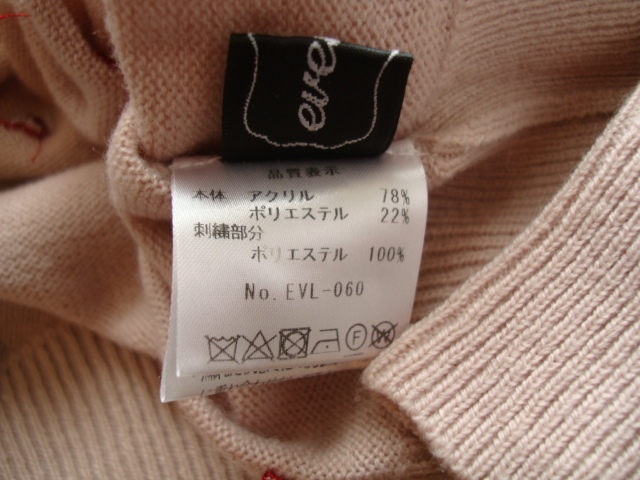 eve
品質表示
本体 アクリル 78%
ポリエステル 22%
刺繍部分
ポリエステル 100%
No. EVL-060
F
W